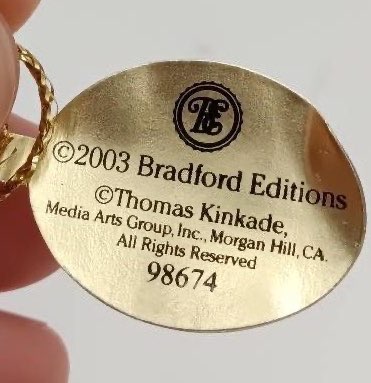 BE
©2003 Bradford Editions
©Thomas Kinkade,
Media Arts Group, Inc., Morgan Hill, CA.
All Rights Reserved
98674